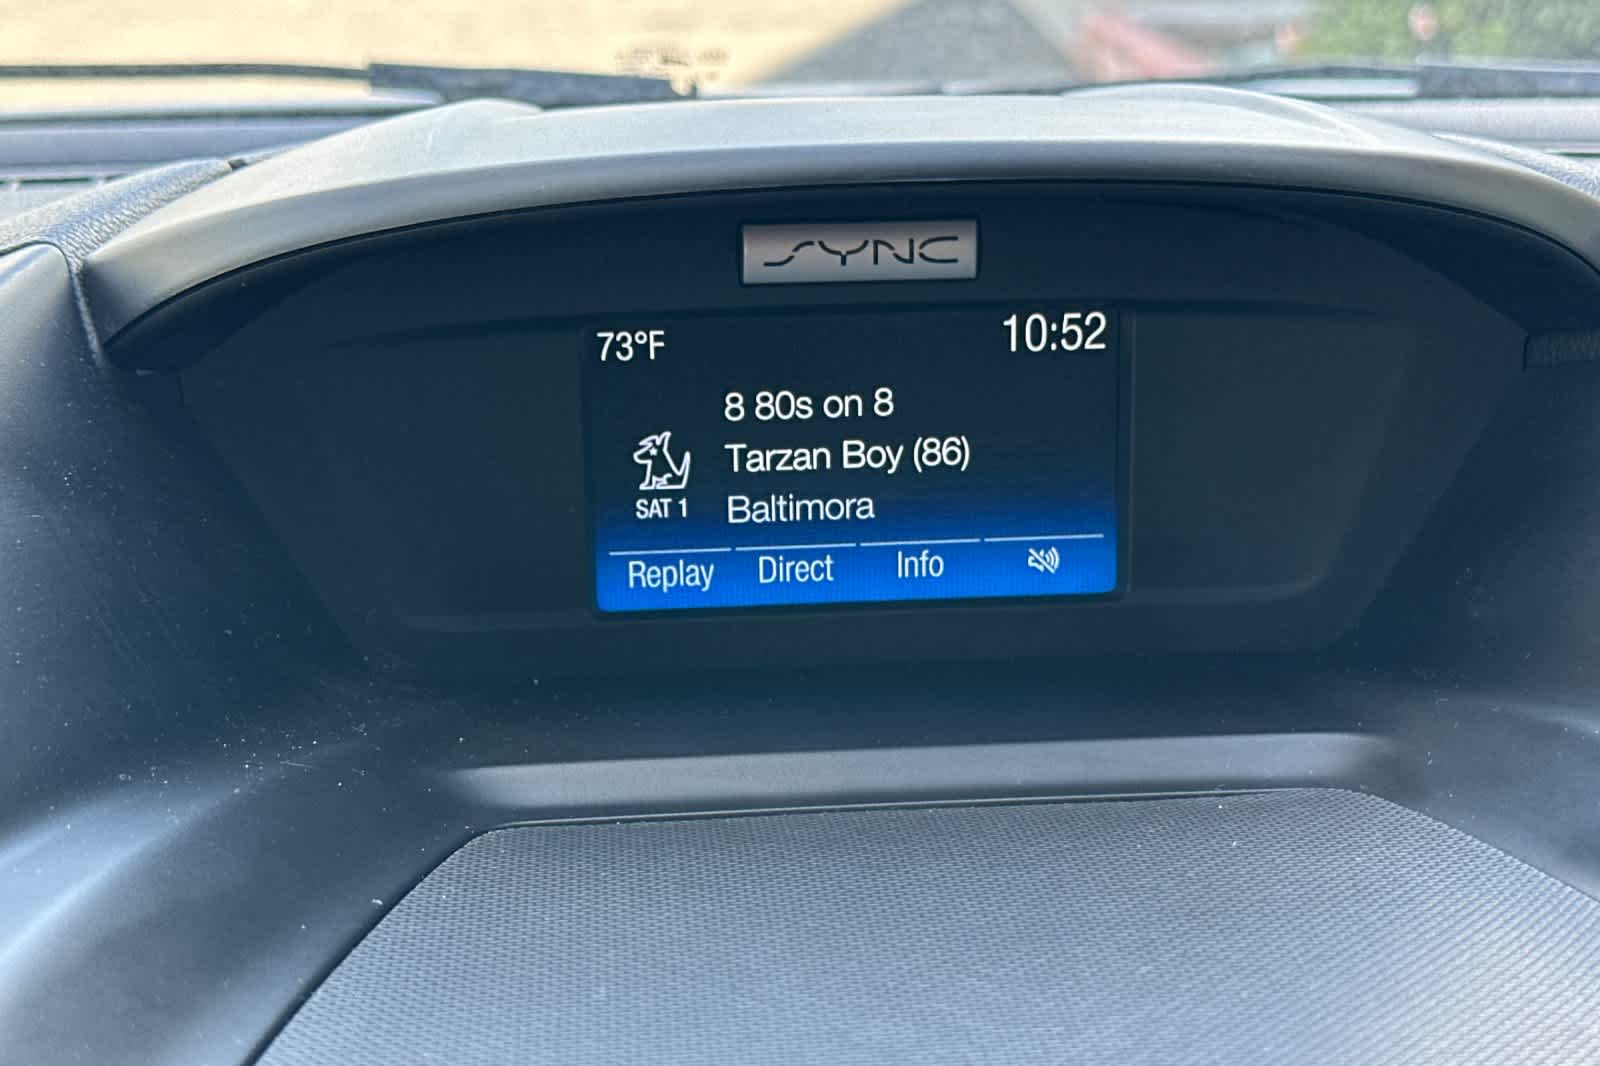 SYNC
73°F
10:52
8 80s on 8
Tarzan Boy (86)
SAT 1
Baltimora
Replay
Direct
Info